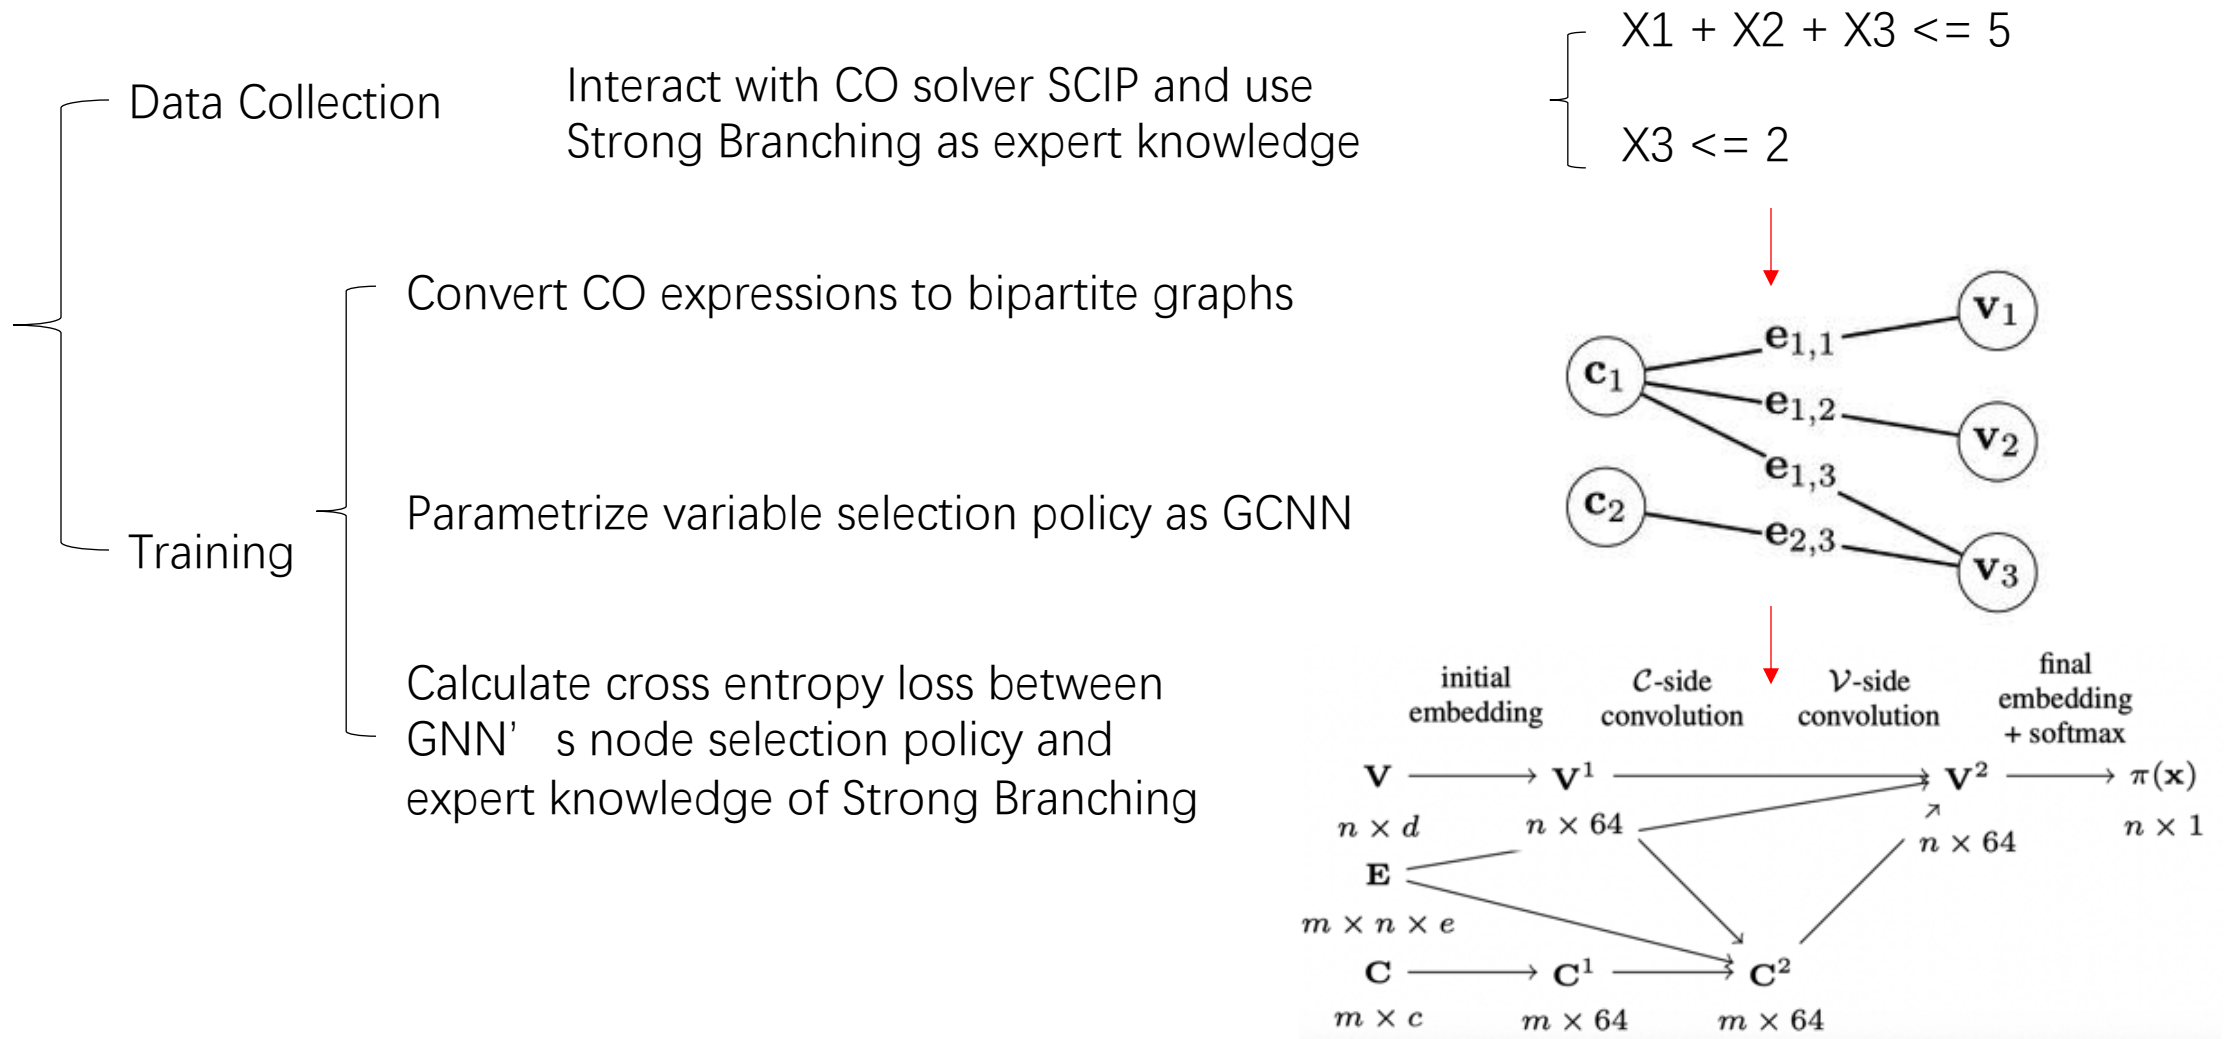 Data Collection
Interact with CO solver SCIP and use
Strong Branching as expert knowledge
X1 + X2 + X3 <= 5
X3 <= 2
Training
Convert CO expressions to bipartite graphs
Parametrize variable selection policy as GCNN
Calculate cross entropy loss between
GNN’ s node selection policy and
expert knowledge of Strong Branching
c₁
c₂
e₁,₁
e₁,₂
e₁,₃
e₂,₃
v₁
v₂
v₃
initial
embedding
𝒞-side
convolution
𝒱-side
convolution
final
embedding
+ softmax
V V¹ V² π(x)
n × d n × 64 n × 64 n × 1
E
m × n × e
C C¹ C²
m × c m × 64 m × 64